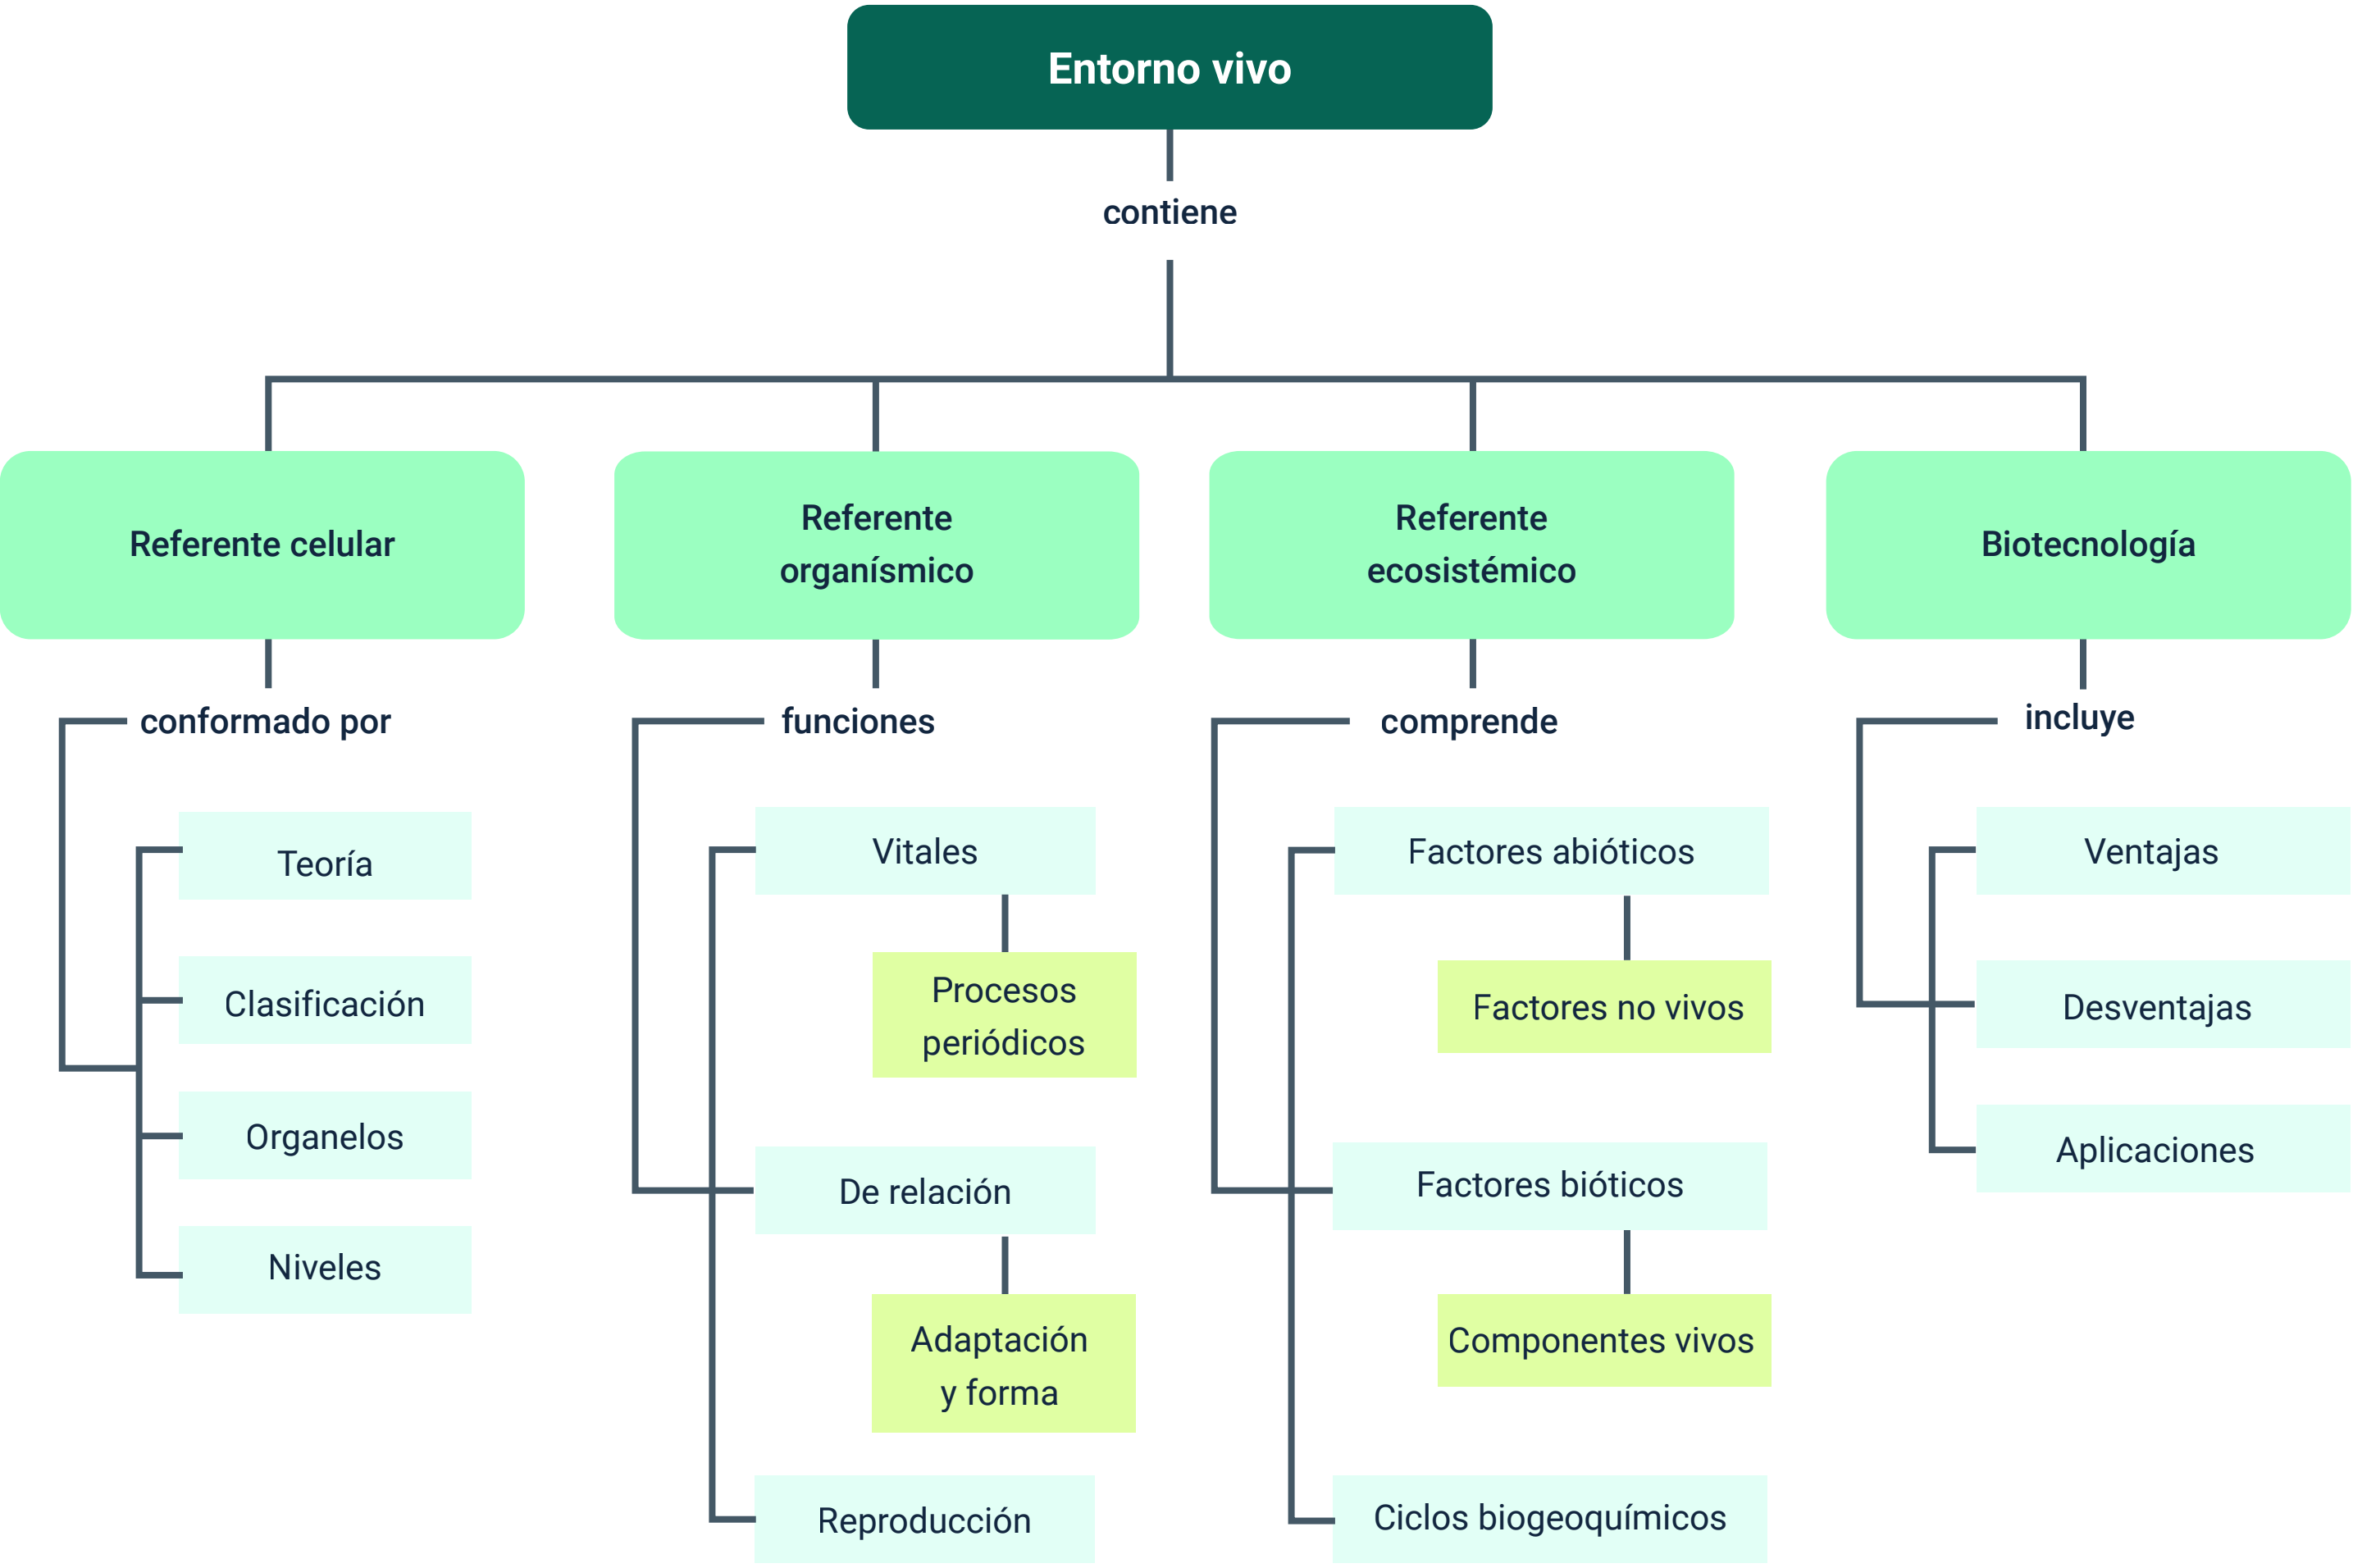 Entorno vivo
contiene
Referente celular
conformado por
Teoría
Clasificación
Organelos
Niveles
Referente
organísmico
funciones
Vitales
Procesos
periódicos
De relación
Adaptación
y forma
Reproducción
Referente
ecosistémico
comprende
Factores abióticos
Factores no vivos
Factores bióticos
Componentes vivos
Ciclos biogeoquímicos
Biotecnología
incluye
Ventajas
Desventajas
Aplicaciones